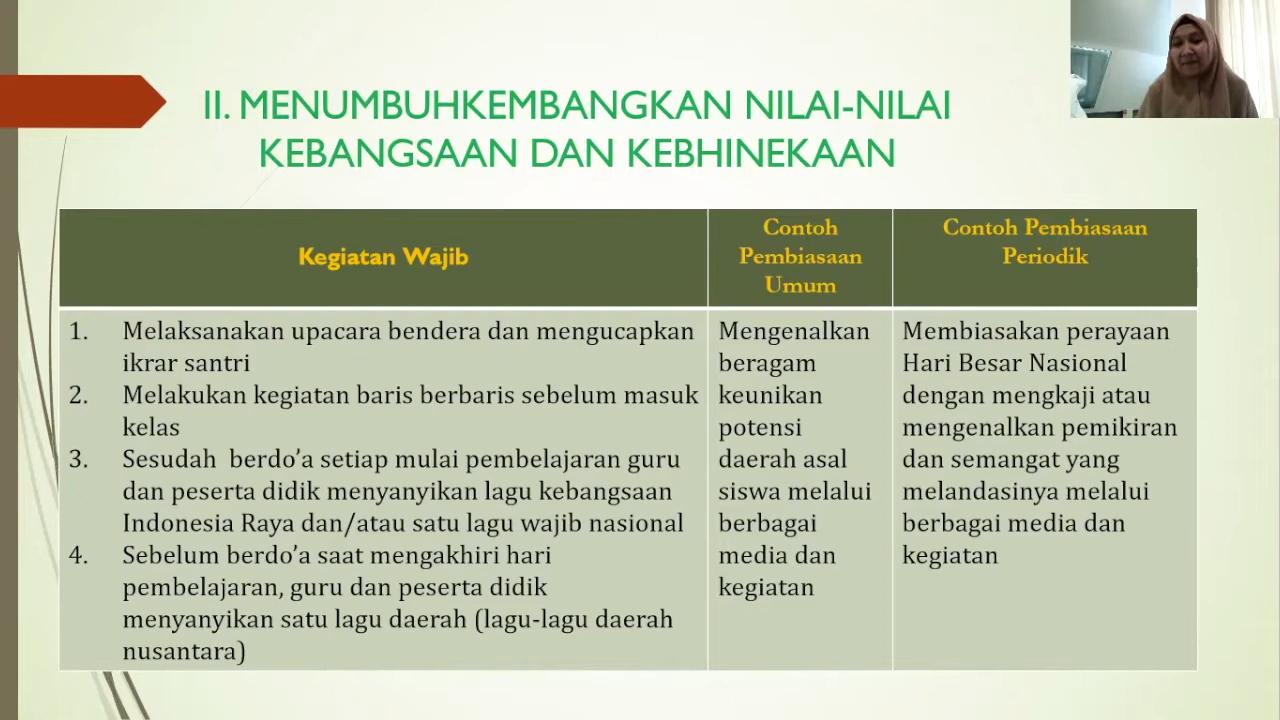 II. MENUMBUHKEMBANGKAN NILAI-NILAI
KEBANGSAAN DAN KEBHINEKAAN
Kegiatan Wajib
Contoh
Pembiasaan
Umum
Contoh Pembiasaan
Periodik
1. Melaksanakan upacara bendera dan mengucapkan
ikrar santri
2. Melakukan kegiatan baris berbaris sebelum masuk
kelas
3. Sesudah berdo’a setiap mulai pembelajaran guru
dan peserta didik menyanyikan lagu kebangsaan
Indonesia Raya dan/atau satu lagu wajib nasional
4. Sebelum berdo’a saat mengakhiri hari
pembelajaran, guru dan peserta didik
menyanyikan satu lagu daerah (lagu-lagu daerah
nusantara)
Mengenalkan
beragam
keunikan
potensi
daerah asal
siswa melalui
berbagai
media dan
kegiatan
Membiasakan perayaan
Hari Besar Nasional
dengan mengkaji atau
mengenalkan pemikiran
dan semangat yang
melandasinya melalui
berbagai media dan
kegiatan